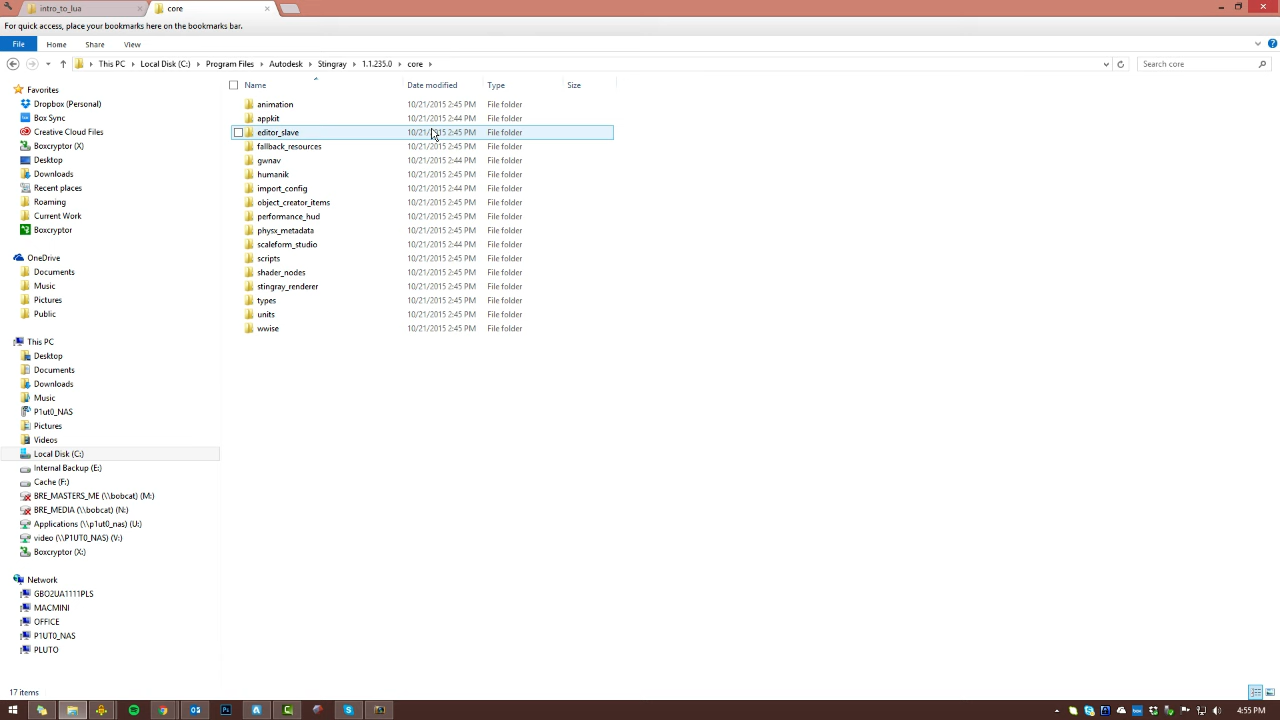 intro_to_lua
core
For quick access, place your bookmarks here on the bookmarks bar.
File Home Share View
This PC Local Disk (C:) Program Files Autodesk Stingray 1.1.235.0 core
Search core
Name Date modified Type Size
animation 10/21/2015 2:45 PM File folder
appkit 10/21/2015 2:44 PM File folder
editor_slave 10/21/2015 2:45 PM File folder
fallback_resources 10/21/2015 2:45 PM File folder
gwnav 10/21/2015 2:44 PM File folder
humanik 10/21/2015 2:45 PM File folder
import_config 10/21/2015 2:44 PM File folder
object_creator_items 10/21/2015 2:45 PM File folder
performance_hud 10/21/2015 2:45 PM File folder
physx_metadata 10/21/2015 2:45 PM File folder
scaleform_studio 10/21/2015 2:44 PM File folder
scripts 10/21/2015 2:45 PM File folder
shader_nodes 10/21/2015 2:45 PM File folder
stingray_renderer 10/21/2015 2:45 PM File folder
types 10/21/2015 2:45 PM File folder
units 10/21/2015 2:45 PM File folder
wwise 10/21/2015 2:45 PM File folder
Favorites
Dropbox (Personal)
Box Sync
Creative Cloud Files
Boxcryptor (X)
Desktop
Downloads
Recent places
Roaming
Current Work
Boxcryptor
OneDrive
Documents
Music
Pictures
Public
This PC
Desktop
Documents
Downloads
Music
P1ut0_NAS
Pictures
Videos
Local Disk (C:)
Internal Backup (E:)
Cache (F:)
BRE_MASTERS_ME (\\bobcat) (M:)
BRE_MEDIA (\\bobcat) (N:)
Applications (\\p1ut0_nas) (U:)
video (\\P1UT0_NAS) (V:)
Boxcryptor (X:)
Network
GBO2UA1111PLS
MACMINI
OFFICE
P1UT0_NAS
PLUTO
17 items
4:55 PM